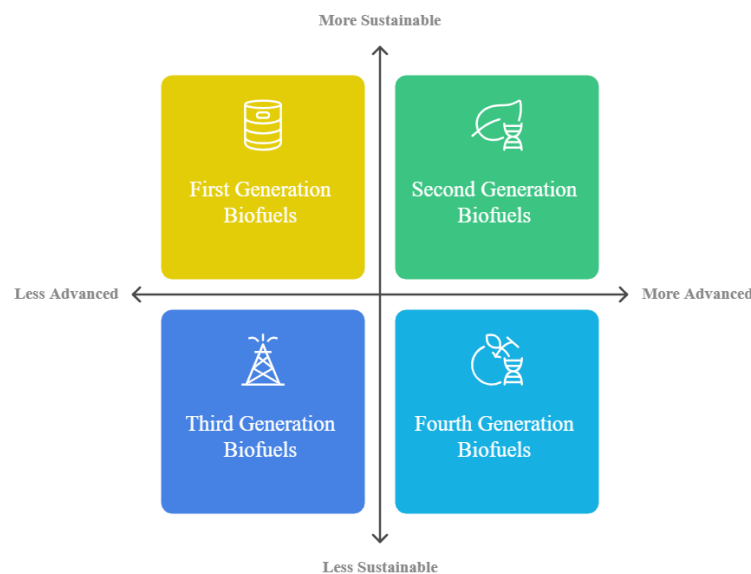 More Sustainable
First Generation
Biofuels
Second Generation
Biofuels
Less Advanced
More Advanced
Third Generation
Biofuels
Fourth Generation
Biofuels
Less Sustainable